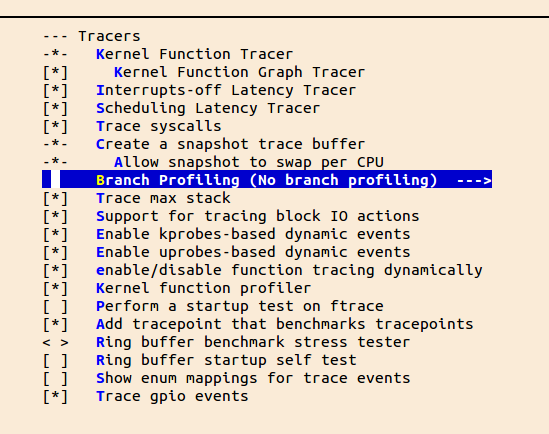 --- Tracers
-*- Kernel Function Tracer
[*] Kernel Function Graph Tracer
[*] Interrupts-off Latency Tracer
[*] Scheduling Latency Tracer
[*] Trace syscalls
-*- Create a snapshot trace buffer
-*- Allow snapshot to swap per CPU
Branch Profiling (No branch profiling) --->
[*] Trace max stack
[*] Support for tracing block IO actions
[*] Enable kprobes-based dynamic events
[*] Enable uprobes-based dynamic events
[*] enable/disable function tracing dynamically
[*] Kernel function profiler
[ ] Perform a startup test on ftrace
[*] Add tracepoint that benchmarks tracepoints
< > Ring buffer benchmark stress tester
[ ] Ring buffer startup self test
[ ] Show enum mappings for trace events
[*] Trace gpio events